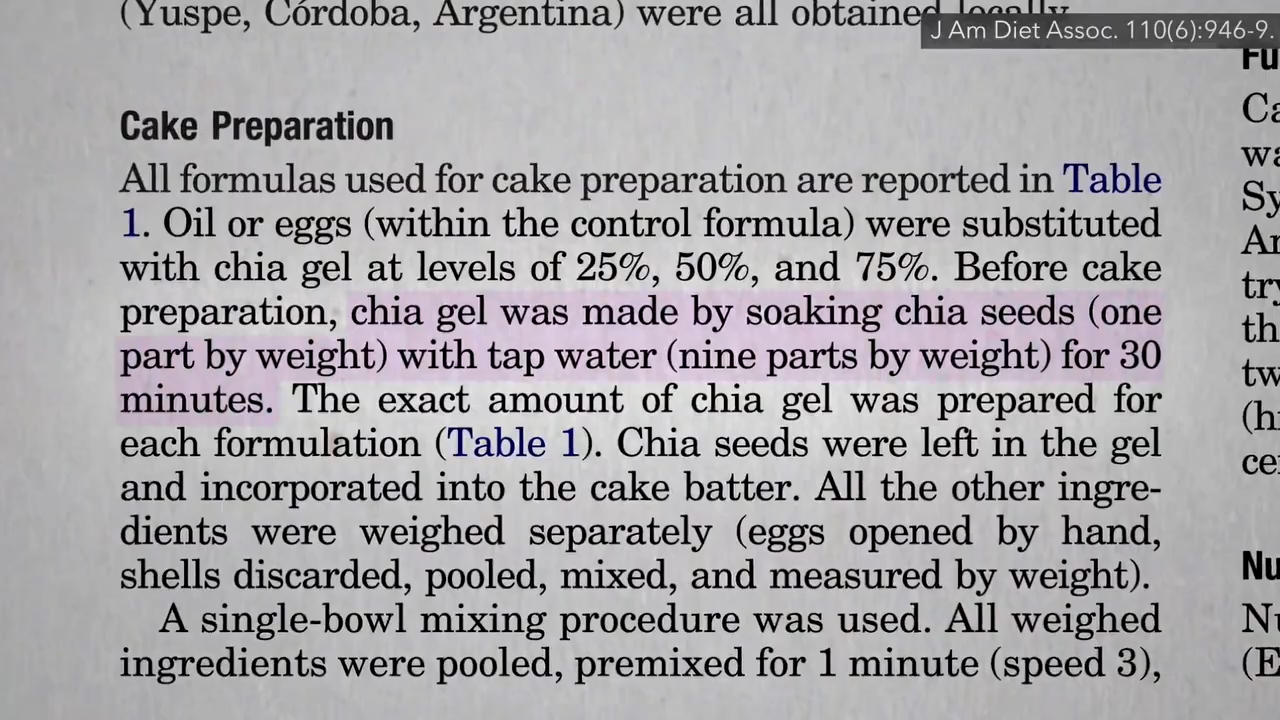 (Yuspe, Córdoba, Argentina) were all obtained locally
J Am Diet Assoc. 110(6):946-9.
Cake Preparation
All formulas used for cake preparation are reported in Table
1. Oil or eggs (within the control formula) were substituted
with chia gel at levels of 25%, 50%, and 75%. Before cake
preparation, chia gel was made by soaking chia seeds (one
part by weight) with tap water (nine parts by weight) for 30
minutes. The exact amount of chia gel was prepared for
each formulation (Table 1). Chia seeds were left in the gel
and incorporated into the cake batter. All the other ingre-
dients were weighed separately (eggs opened by hand,
shells discarded, pooled, mixed, and measured by weight).
A single-bowl mixing procedure was used. All weighed
ingredients were pooled, premixed for 1 minute (speed 3),